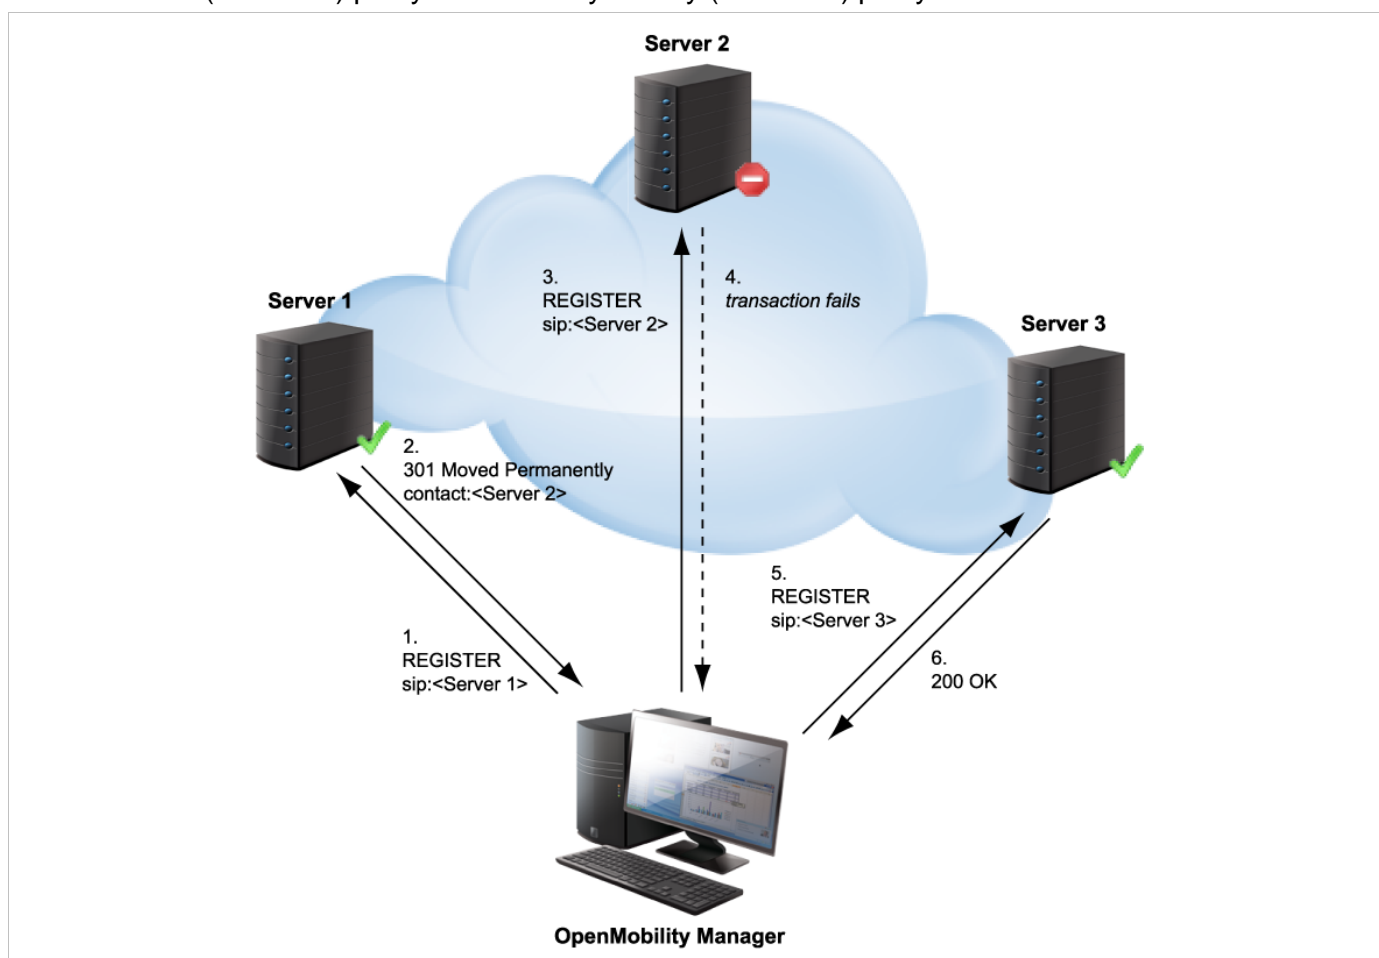 Server 2
3.
REGISTER
sip:<Server 2>
4.
transaction fails
Server 1
Server 3
2.
301 Moved Permanently
contact:<Server 2>
5.
REGISTER
sip:<Server 3>
1.
REGISTER
sip:<Server 1>
6.
200 OK
OpenMobility Manager